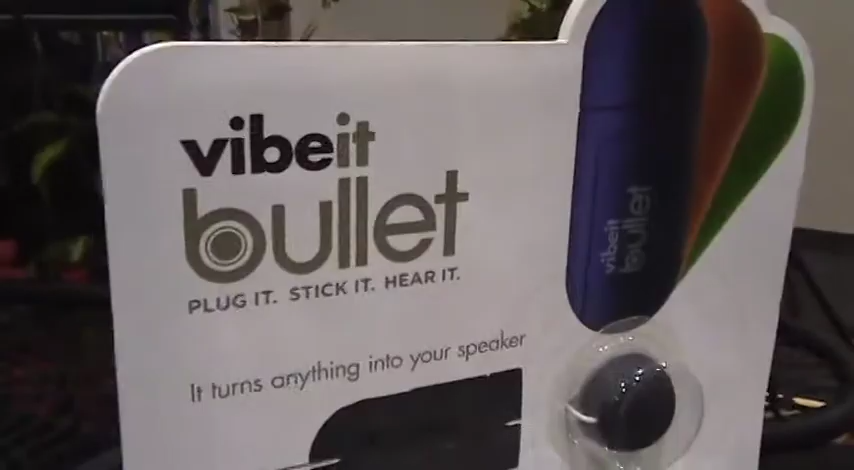 vibeit
bullet
PLUG IT. STICK IT. HEAR IT.
It turns anything into your speaker
vibeit
bullet